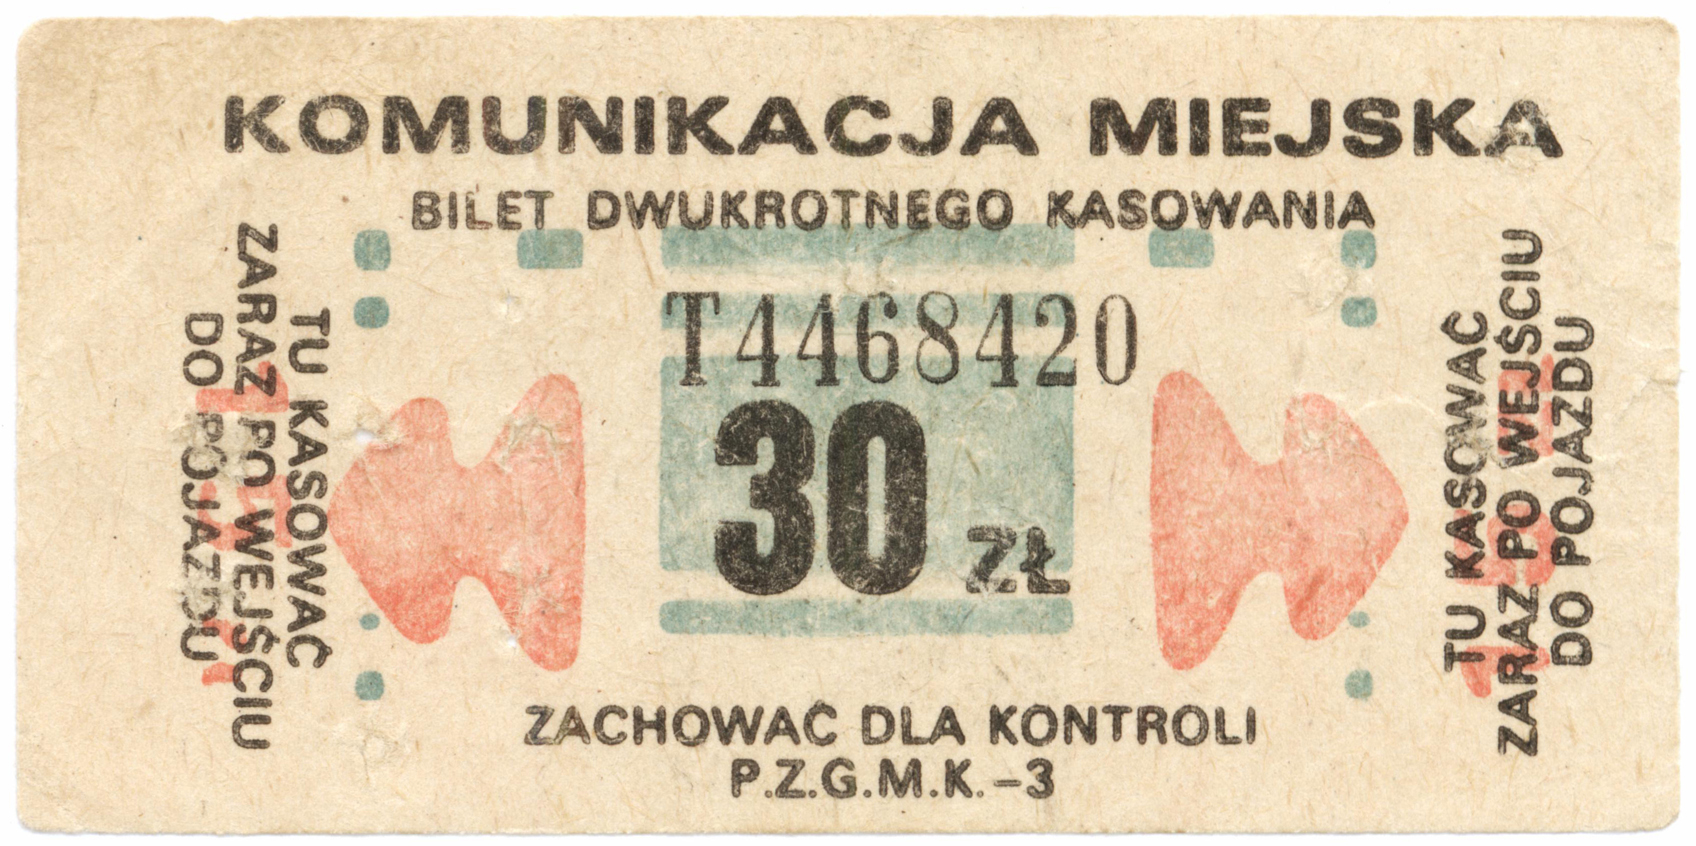 KOMUNIKACJA MIEJSKA
BILET DWUKROTNEGO KASOWANIA
TU KASOWAĆ
ZARAZ PO WEJŚCIU
DO POJAZDU
T4468420
30 ZŁ
TU KASOWAĆ
ZARAZ PO WEJŚCIU
DO POJAZDU
ZACHOWAĆ DLA KONTROLI
P.Z.G.M.K.-3